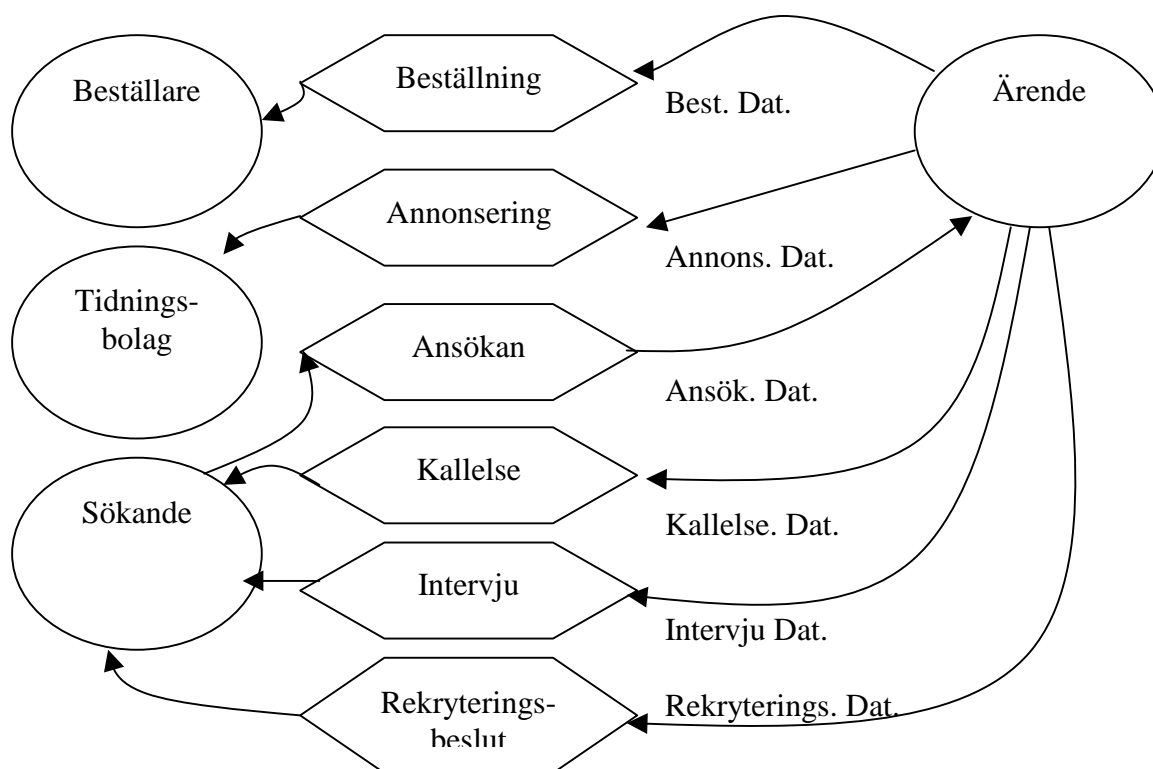 Beställare
Beställning
Best. Dat.
Ärende
Annonsering
Annons. Dat.
Tidnings-
bolag
Ansökan
Ansök. Dat.
Kallelse
Kallelse. Dat.
Sökande
Intervju
Intervju Dat.
Rekryterings-
beslut
Rekryterings. Dat.